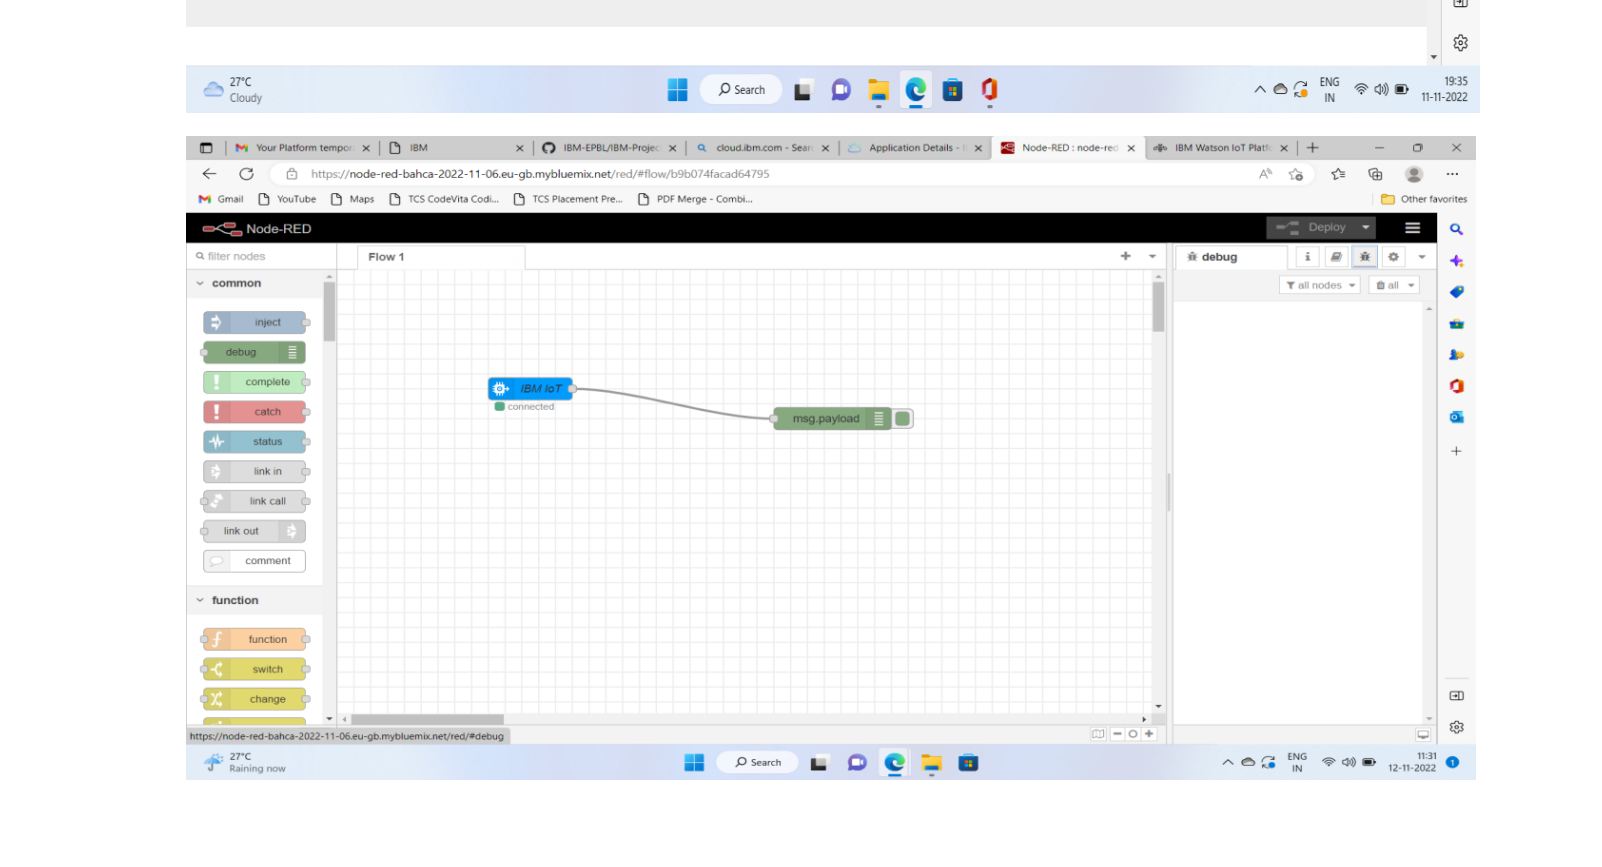 27°C
Cloudy
Search
ENG
IN
19:35
11-11-2022
Your Platform tempor
IBM
IBM-EPBL/IBM-Project
cloud.ibm.com - Searc
Application Details - I
Node-RED : node-red
IBM Watson IoT Platfo
https://node-red-bahca-2022-11-06.eu-gb.mybluemix.net/red/#flow/b9b074facad64795
Gmail
YouTube
Maps
TCS CodeVita Codi...
TCS Placement Pre...
PDF Merge - Combi...
Other favorites
Node-RED
Deploy
filter nodes
Flow 1
debug
common
all nodes
all
inject
debug
complete
catch
status
link in
link call
link out
comment
function
function
switch
change
IBM IoT
connected
msg.payload
https://node-red-bahca-2022-11-06.eu-gb.mybluemix.net/red/#debug
27°C
Raining now
Search
ENG
IN
11:31
12-11-2022
1